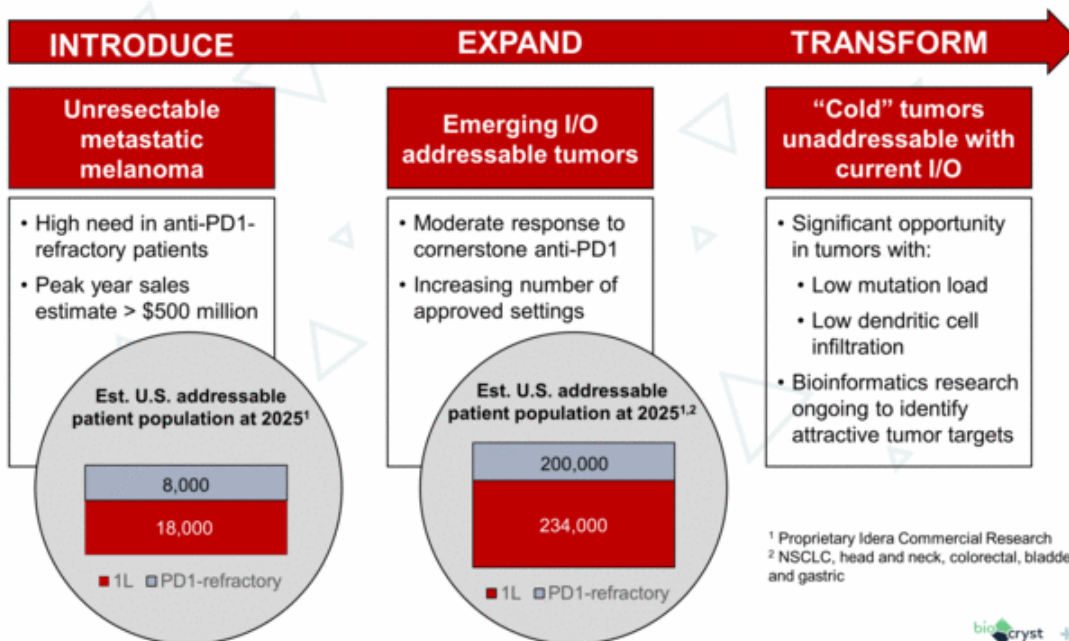 INTRODUCE
EXPAND
TRANSFORM
Unresectable
metastatic
melanoma
• High need in anti-PD1-
refractory patients
• Peak year sales
estimate > $500 million
Est. U.S. addressable
patient population at 2025¹
8,000
18,000
1L PD1-refractory
Emerging I/O
addressable tumors
• Moderate response to
cornerstone anti-PD1
• Increasing number of
approved settings
Est. U.S. addressable
patient population at 2025¹,²
200,000
234,000
1L PD1-refractory
“Cold” tumors
unaddressable with
current I/O
• Significant opportunity
in tumors with:
• Low mutation load
• Low dendritic cell
infiltration
• Bioinformatics research
ongoing to identify
attractive tumor targets
¹ Proprietary Idera Commercial Research
² NSCLC, head and neck, colorectal, bladde
and gastric
biocryst +